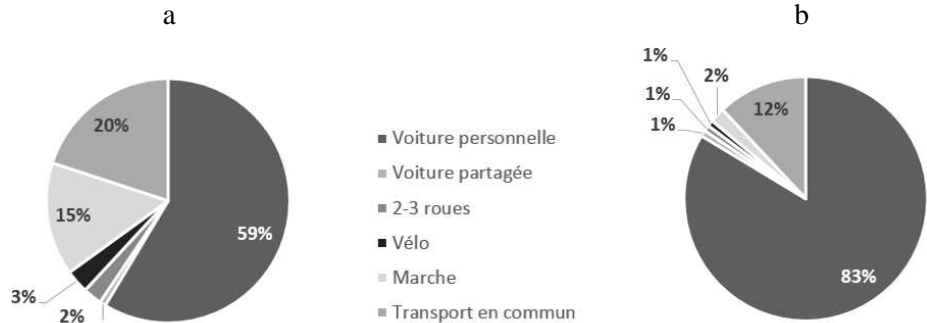 a
20%
15%
3%
2%
59%
Voiture personnelle
Voiture partagée
2-3 roues
Vélo
Marche
Transport en commun
b
1%
2%
1%
1%
12%
83%